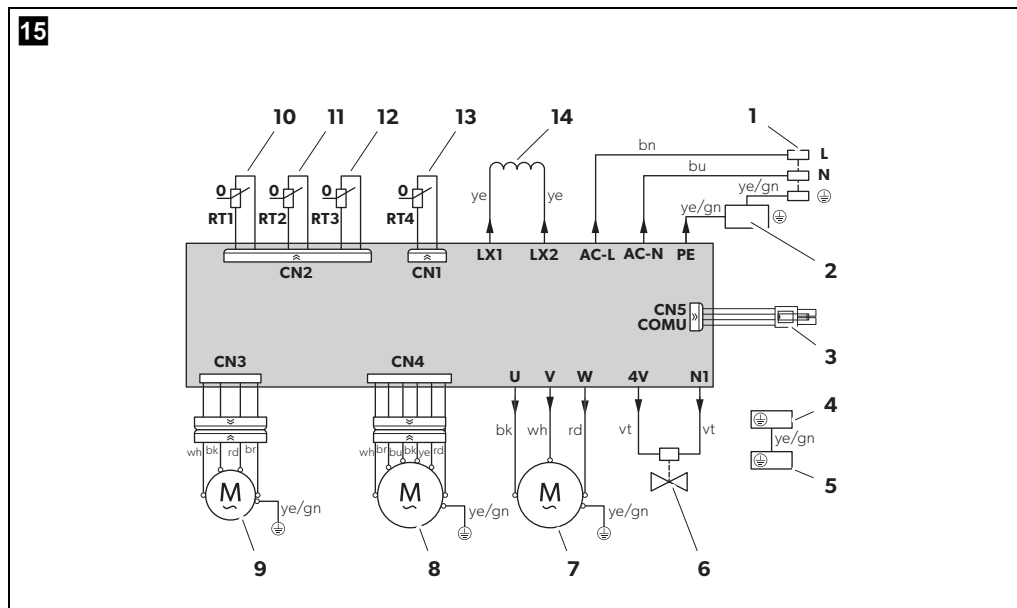 15
10 11 12 13 14 1
bn L
bu N
ye/gn
ye ye ye/gn
0 0 0 0
RT1 RT2 RT3 RT4
2
CN2 CN1 LX1 LX2 AC-L AC-N PE
CN5
COMU
3
CN3 CN4 U V W 4V N1
4
bk wh rd vt vt ye/gn
5
wh bk rd br wh br bu bk ye rd
M M M
ye/gn ye/gn ye/gn
9 8 7 6